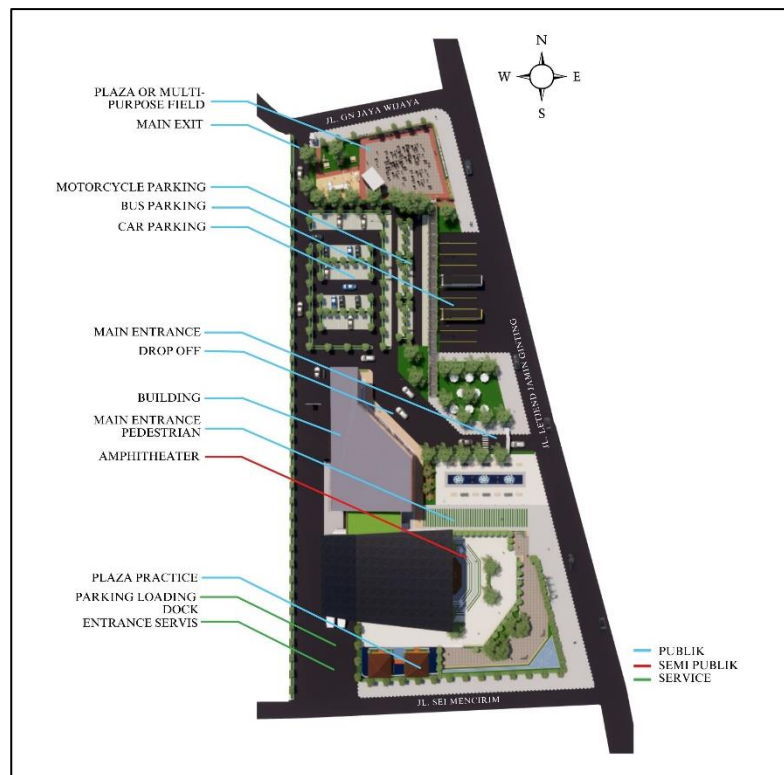 N
W
E
S
JL. GN JAYA WIJAYA
PLAZA OR MULTI-
PURPOSE FIELD
MAIN EXIT
MOTORCYCLE PARKING
BUS PARKING
CAR PARKING
MAIN ENTRANCE
DROP OFF
JL. LETJEND JAMIN GINTING
BUILDING
MAIN ENTRANCE
PEDESTRIAN
AMPHITHEATER
PLAZA PRACTICE
PARKING LOADING
DOCK
ENTRANCE SERVIS
PUBLIK
SEMI PUBLIK
SERVICE
JL. SEI MENCIRIM